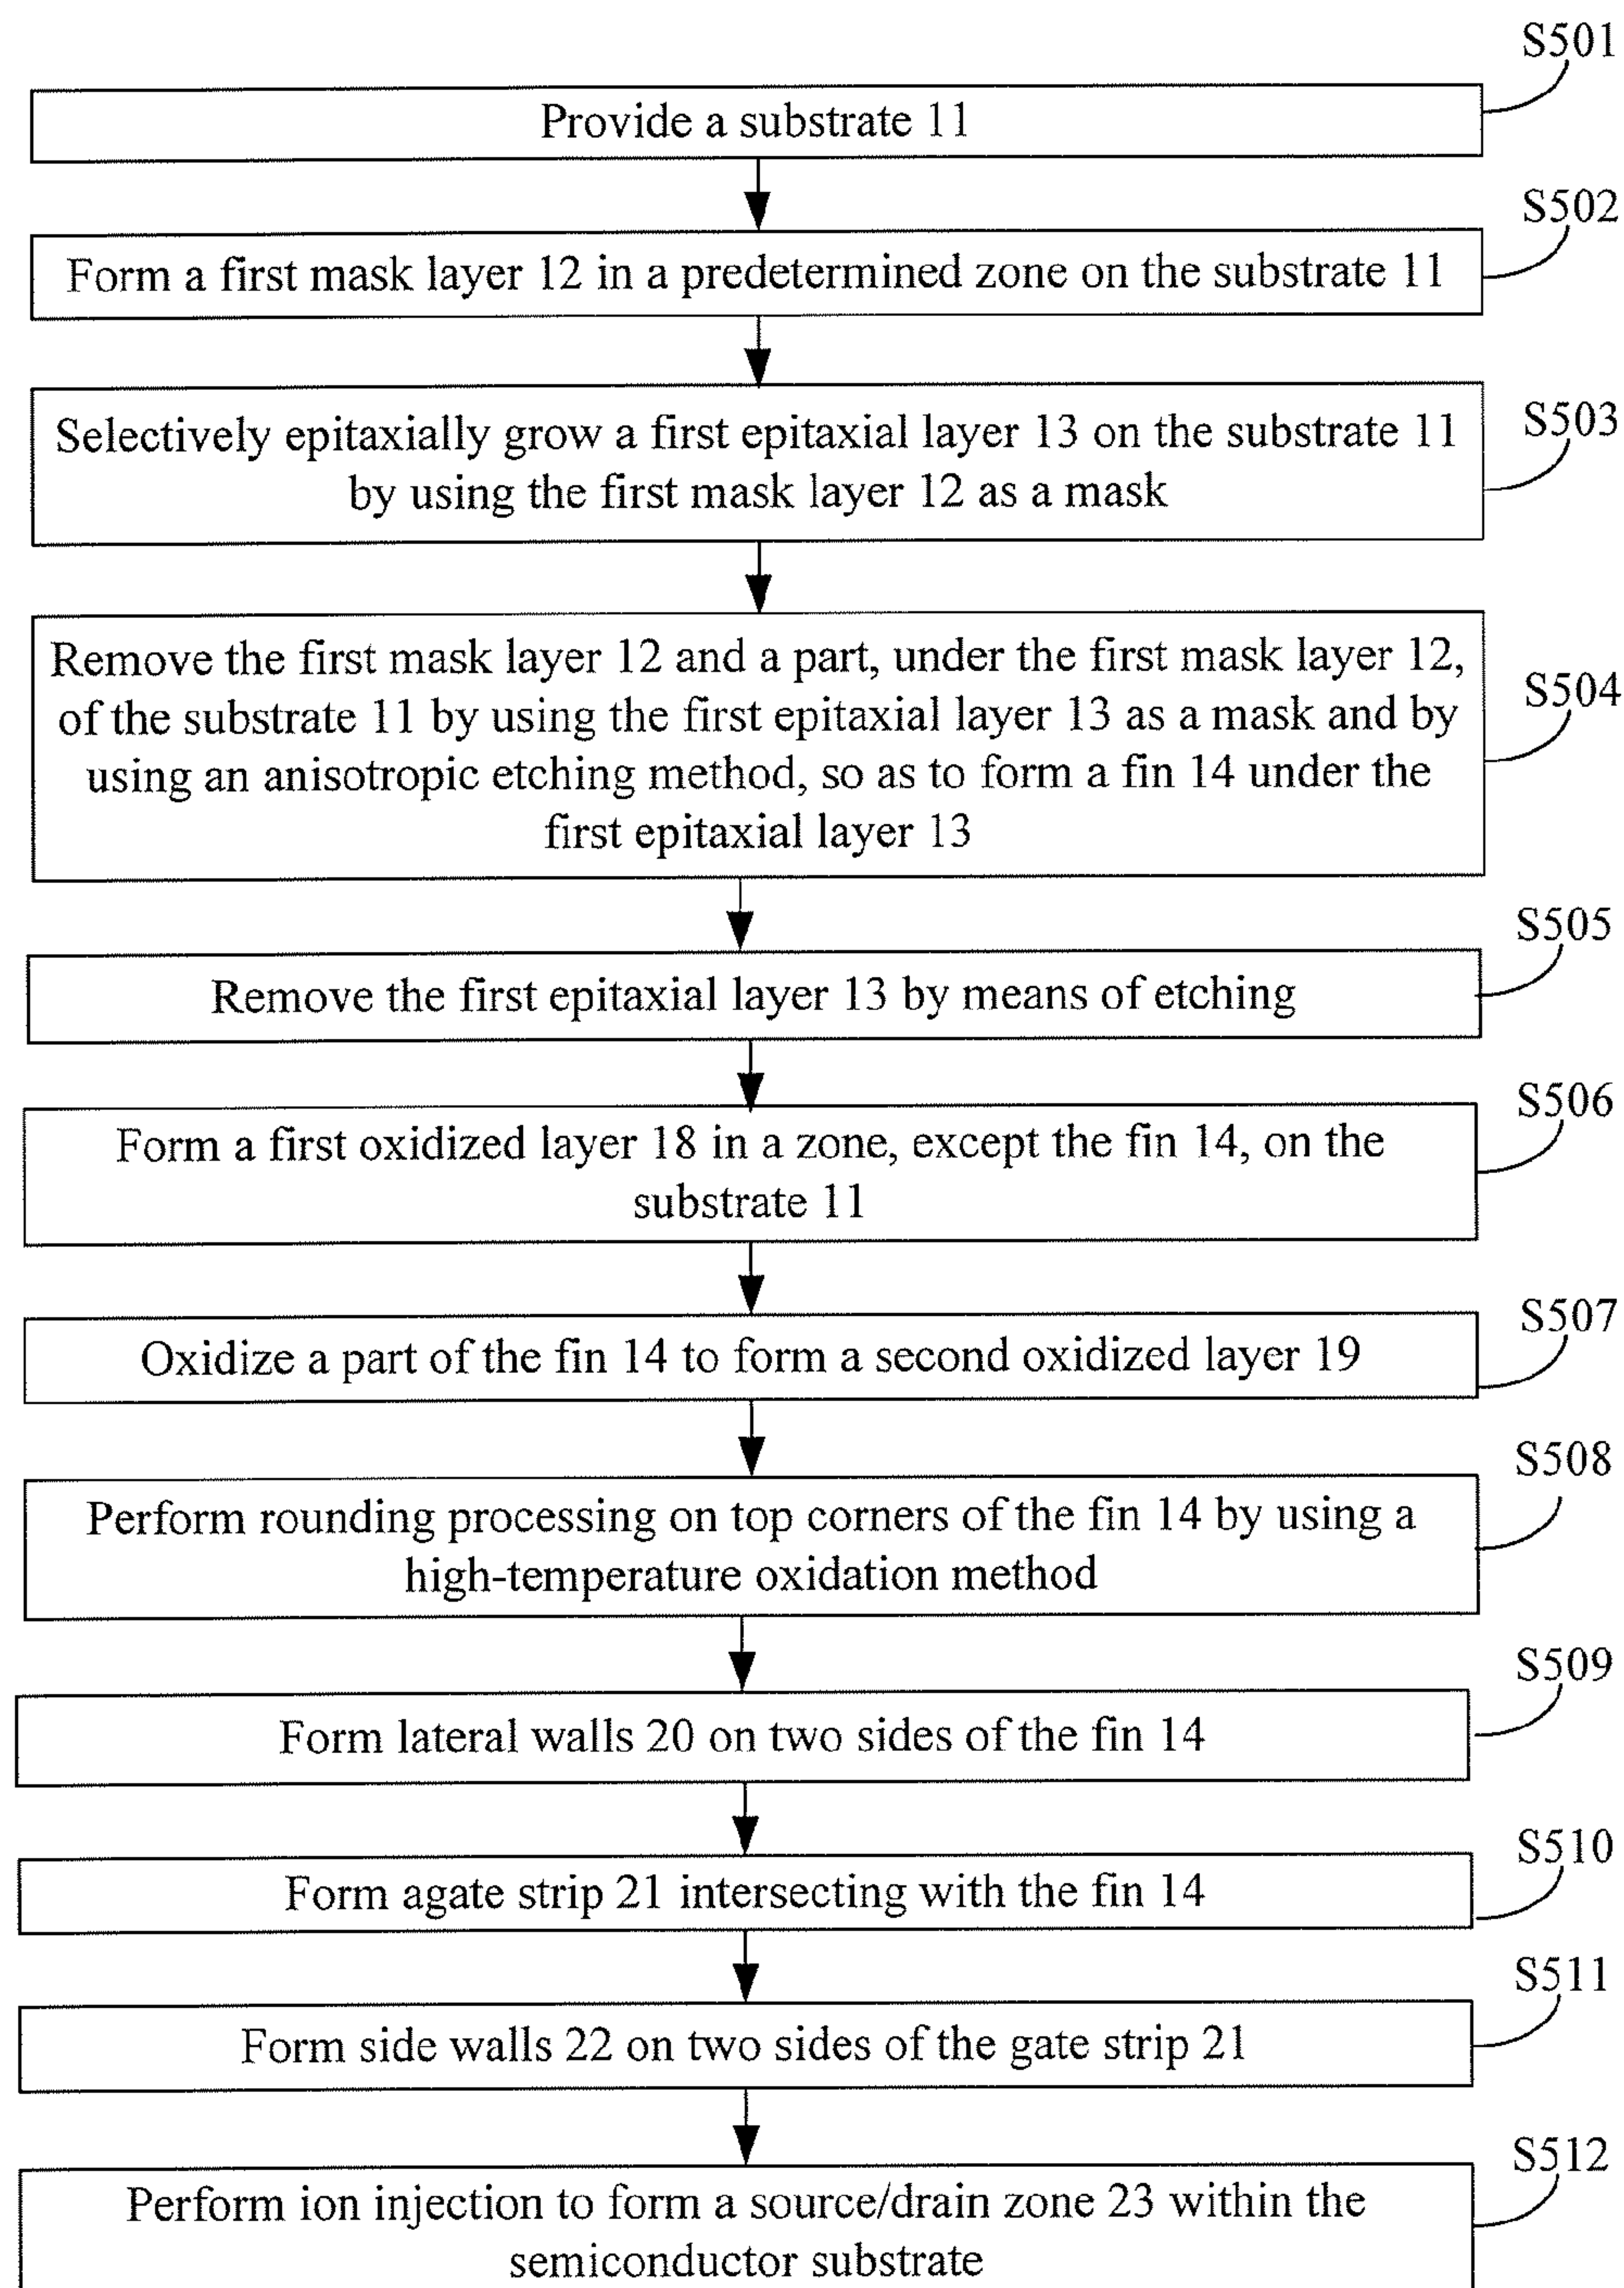 S501
Provide a substrate 11
S502
Form a first mask layer 12 in a predetermined zone on the substrate 11
S503
Selectively epitaxially grow a first epitaxial layer 13 on the substrate 11
by using the first mask layer 12 as a mask
S504
Remove the first mask layer 12 and a part, under the first mask layer 12,
of the substrate 11 by using the first epitaxial layer 13 as a mask and by
using an anisotropic etching method, so as to form a fin 14 under the
first epitaxial layer 13
S505
Remove the first epitaxial layer 13 by means of etching
S506
Form a first oxidized layer 18 in a zone, except the fin 14, on the
substrate 11
S507
Oxidize a part of the fin 14 to form a second oxidized layer 19
S508
Perform rounding processing on top corners of the fin 14 by using a
high-temperature oxidation method
S509
Form lateral walls 20 on two sides of the fin 14
S510
Form agate strip 21 intersecting with the fin 14
S511
Form side walls 22 on two sides of the gate strip 21
S512
Perform ion injection to form a source/drain zone 23 within the
semiconductor substrate